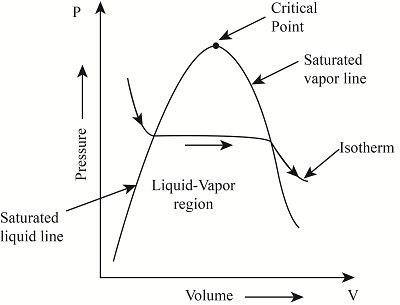 P
Critical
Point
Saturated
vapor line
Pressure
Isotherm
Liquid-Vapor
region
Saturated
liquid line
Volume
V